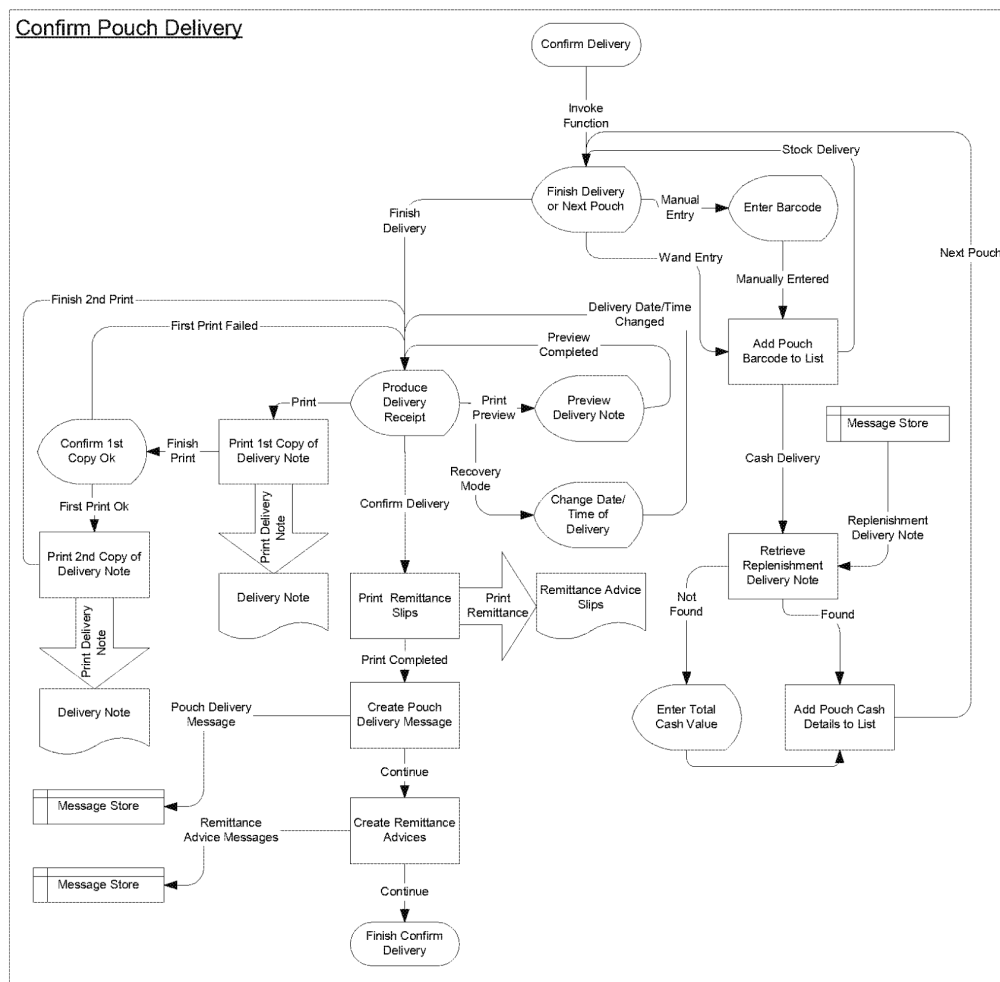 Confirm Pouch Delivery
Confirm Delivery
Invoke
Function
Stock Delivery
Finish Delivery
or Next Pouch
Manual
Entry
Enter Barcode
Finish
Delivery
Wand Entry
Next Pouch
Manually Entered
Finish 2nd Print
Delivery Date/Time
Changed
First Print Failed
Preview
Completed
Add Pouch
Barcode to List
Produce
Delivery
Receipt
Print
Print
Preview
Preview
Delivery Note
Message Store
Confirm 1st
Copy Ok
Finish
Print
Print 1st Copy of
Delivery Note
Recovery
Mode
Cash Delivery
First Print Ok
Confirm Delivery
Change Date/
Time of
Delivery
Print Delivery
Note
Replenishment
Delivery Note
Print 2nd Copy of
Delivery Note
Retrieve
Replenishment
Delivery Note
Delivery Note
Print Remittance
Slips
Print
Remittance
Remittance Advice
Slips
Not
Found
Found
Print Delivery
Note
Print Completed
Delivery Note
Pouch Delivery
Message
Create Pouch
Delivery Message
Enter Total
Cash Value
Add Pouch Cash
Details to List
Continue
Message Store
Remittance
Advice Messages
Create Remittance
Advices
Message Store
Continue
Finish Confirm
Delivery